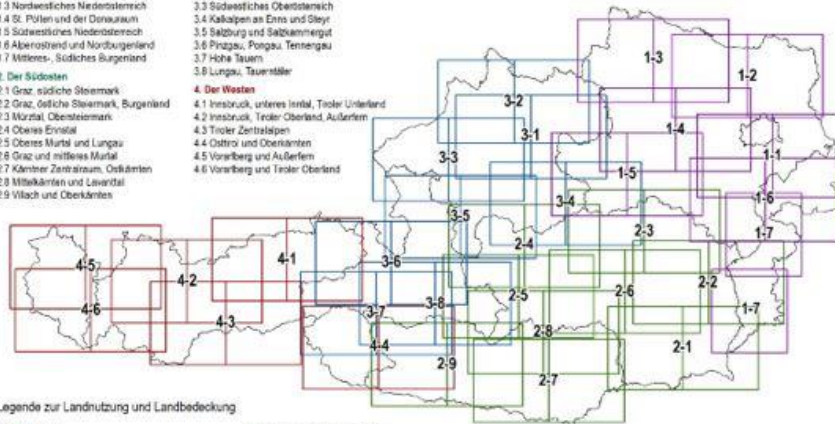 1.3 Nordwestliches Niederösterreich
1.4 St. Pölten und der Donauraum
1.5 Südwestliches Niederösterreich
1.6 Alpenostrand und Nordburgenland
1.7 Mittleres-, Südliches Burgenland
2. Der Südosten
2.1 Graz, südliche Steiermark
2.2 Graz, östliche Steiermark, Burgenland
2.3 Mürztal, Obersteiermark
2.4 Oberes Ennstal
2.5 Oberes Murtal und Lungau
2.6 Graz und mittleres Murtal
2.7 Kärntner Zentralraum, Ostkärnten
2.8 Mittelkärnten und Lavanttal
2.9 Villach und Oberkärnten
3.3 Südwestliches Oberösterreich
3.4 Kalkalpen an Enns und Steyr
3.5 Salzburg und Salzkammergut
3.6 Pinzgau, Pongau, Tennengau
3.7 Hohe Tauern
3.8 Lungau, Tauerntäler
4. Der Westen
4.1 Innsbruck, unteres Inntal, Tiroler Unterland
4.2 Innsbruck, Tiroler Oberland, Außerfern
4.3 Tiroler Zentralalpen
4.4 Osttirol und Oberkärnten
4.5 Vorarlberg und Außerfern
4.6 Vorarlberg und Tiroler Oberland
1-3
1-2
3-2
3-1
1-4
3-3
1-1
1-5
3-4
1-6
3-5
2-3
1-7
2-4
4-1
4-5
4-2
3-6
2-2
4-6
3-8
2-5
2-6
3-7
1-7
4-3
2-8
4-4
2-1
2-9
2-7
Legende zur Landnutzung und Landbedeckung